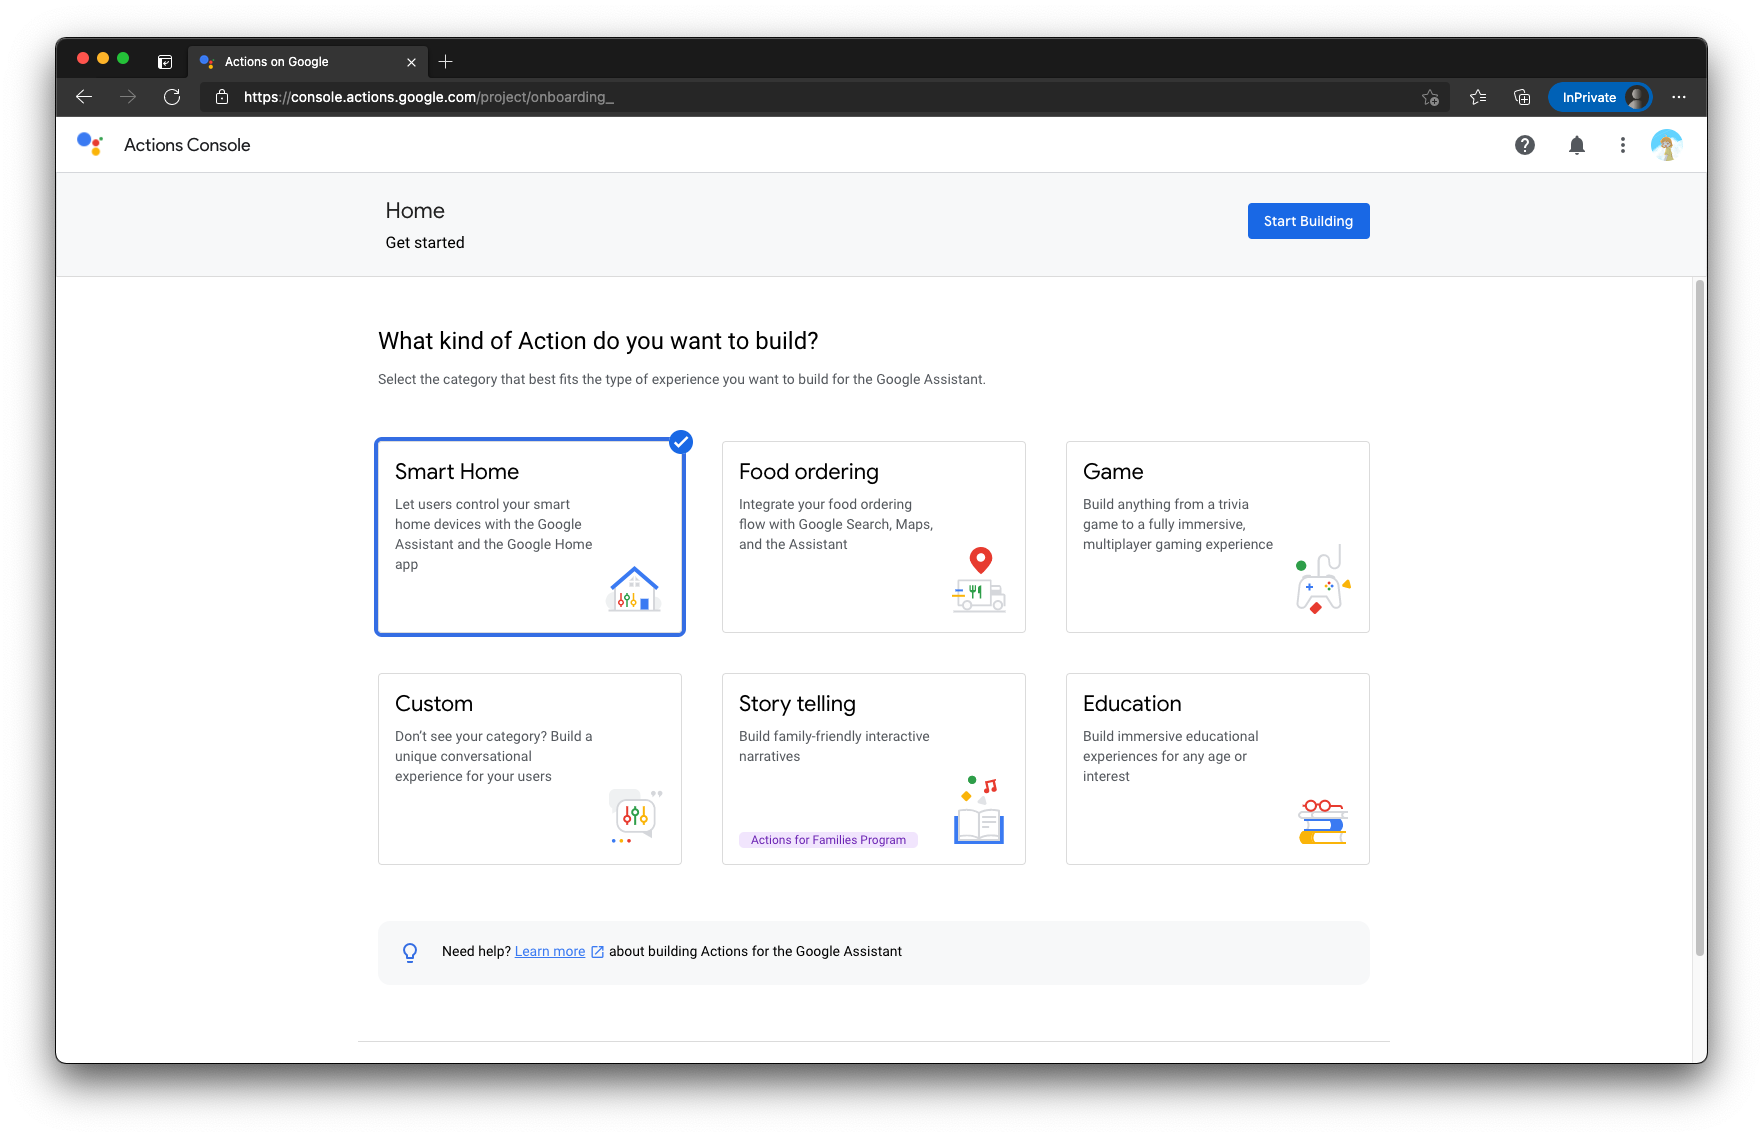 Actions on Google
https://console.actions.google.com/project/onboarding_
InPrivate
Actions Console
Home
Get started
Start Building
What kind of Action do you want to build?
Select the category that best fits the type of experience you want to build for the Google Assistant.
Smart Home
Let users control your smart
home devices with the Google
Assistant and the Google Home
app
Food ordering
Integrate your food ordering
flow with Google Search, Maps,
and the Assistant
Game
Build anything from a trivia
game to a fully immersive,
multiplayer gaming experience
Custom
Don't see your category? Build a
unique conversational
experience for your users
Story telling
Build family-friendly interactive
narratives
Actions for Families Program
Education
Build immersive educational
experiences for any age or
interest
Need help? Learn more about building Actions for the Google Assistant